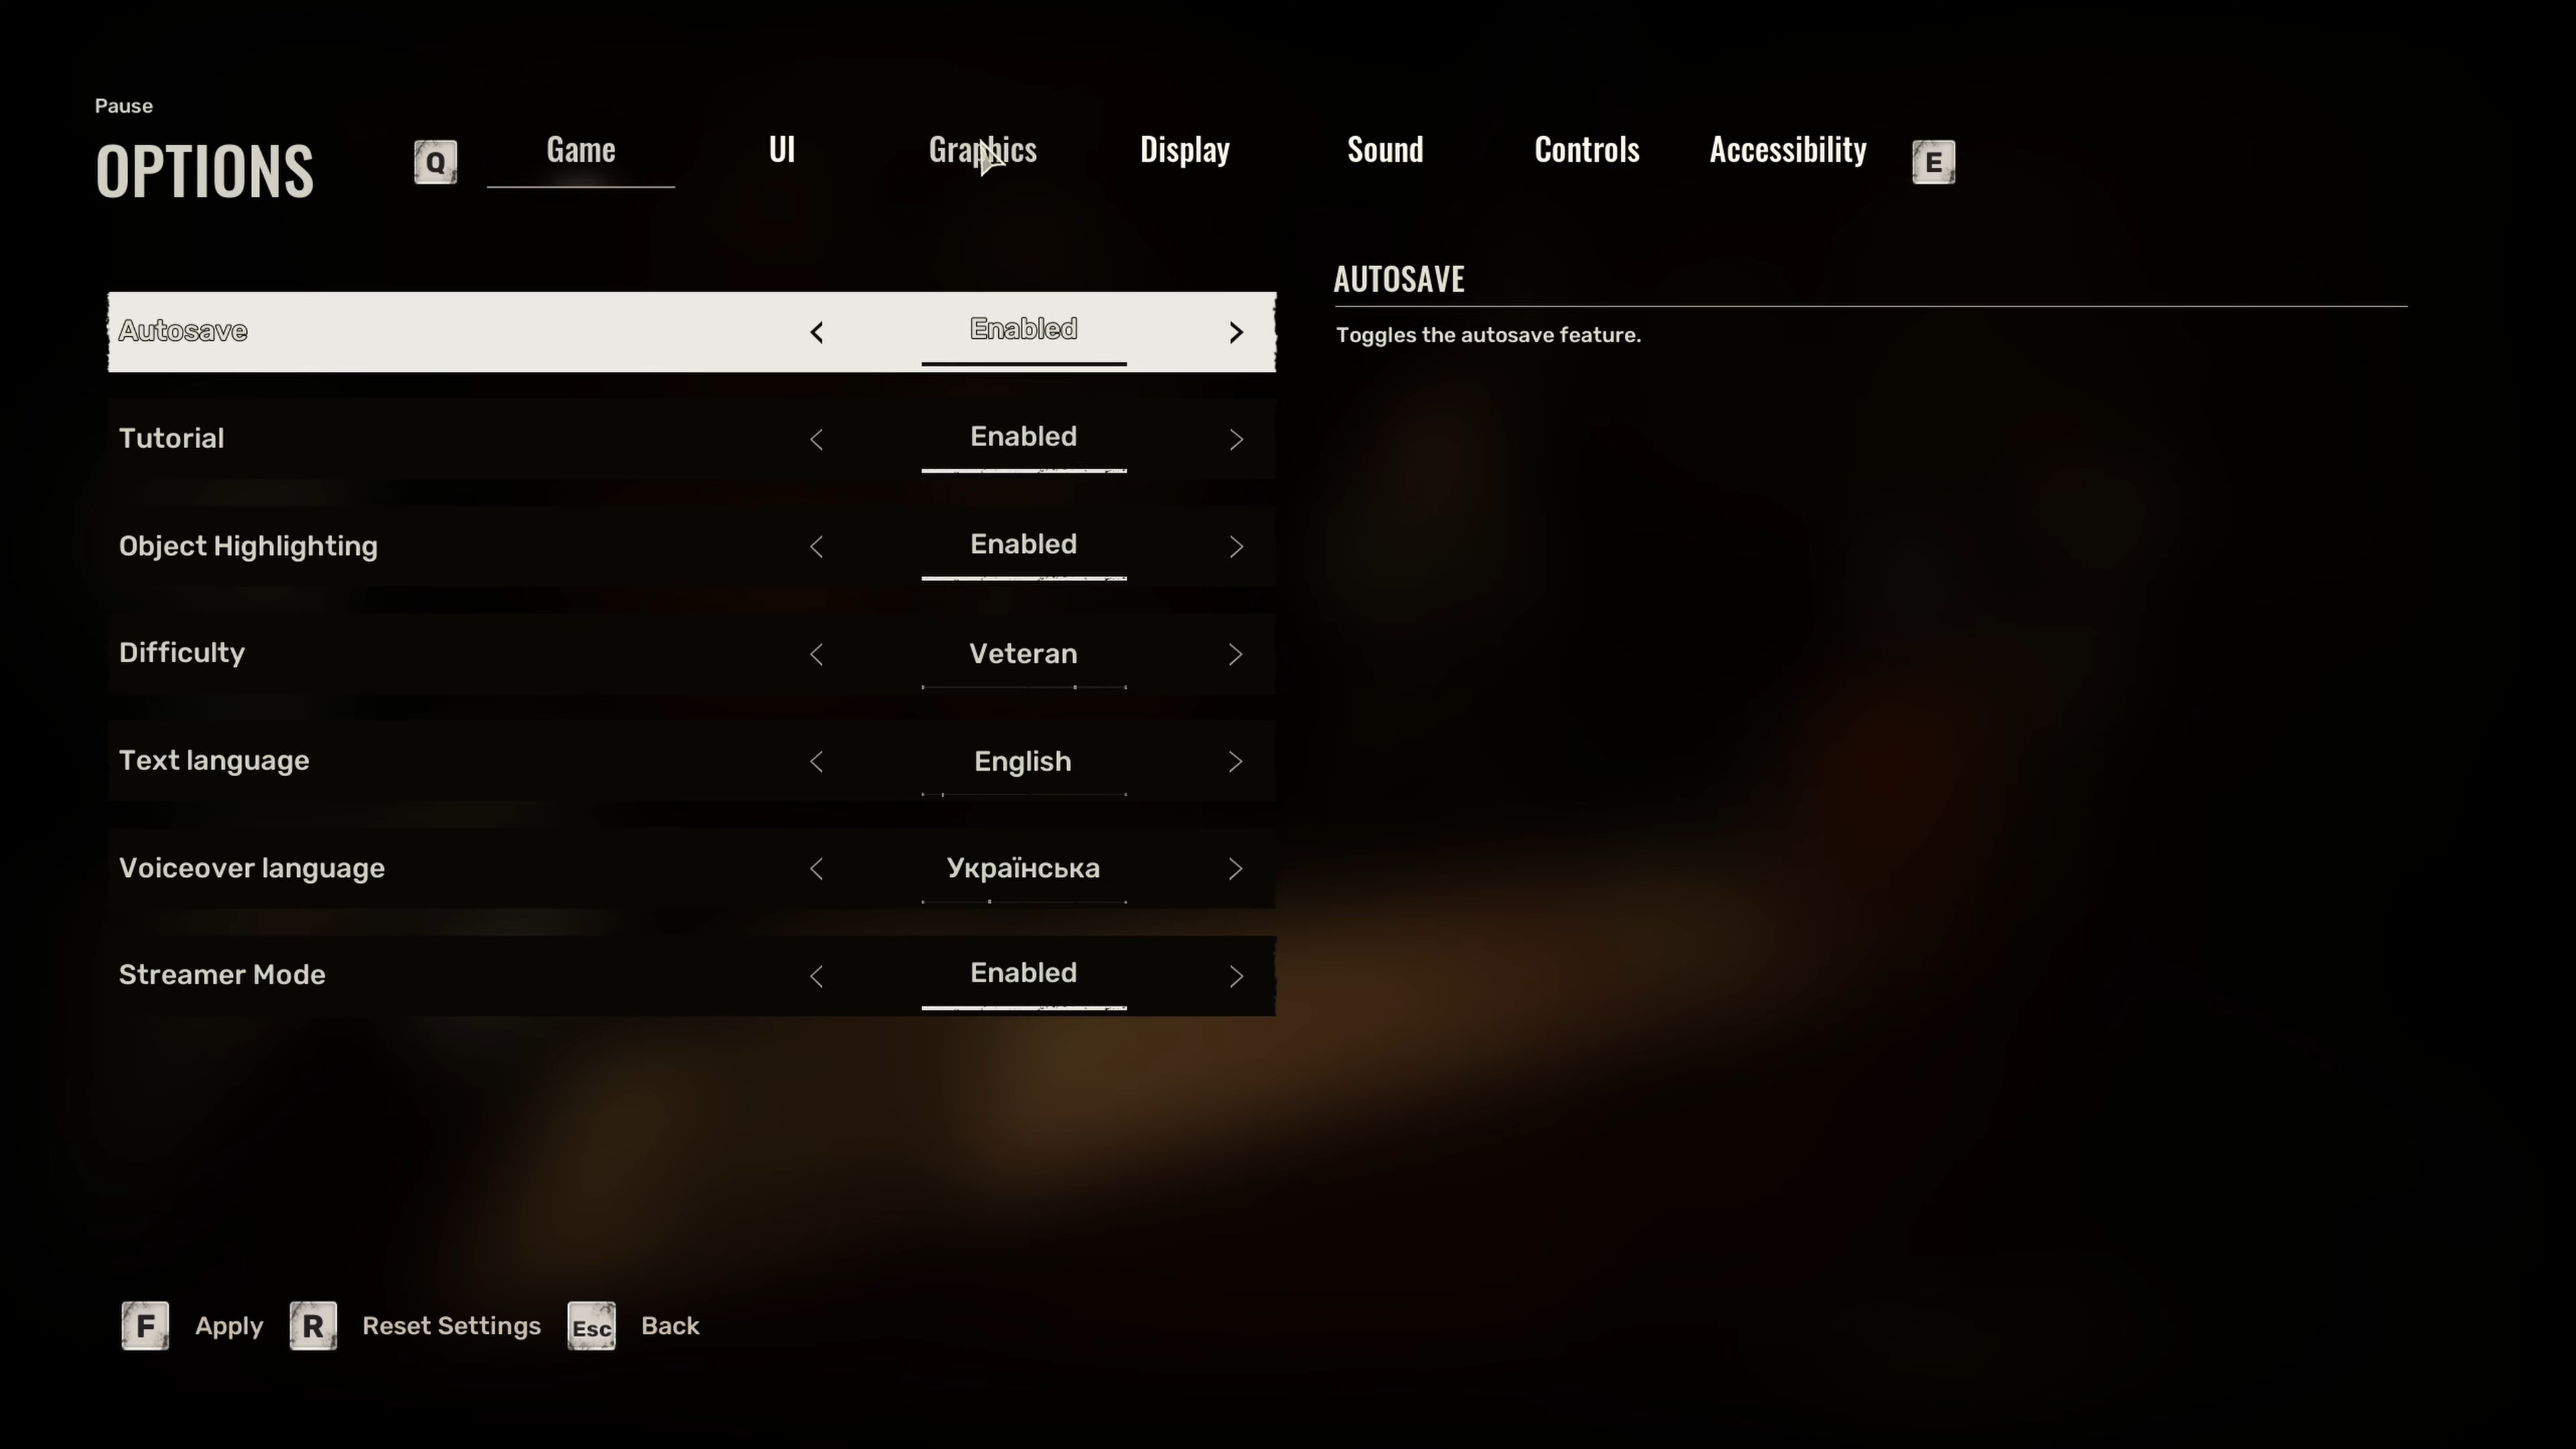 Pause
OPTIONS
Q Game UI Graphics Display Sound Controls Accessibility E
AUTOSAVE
Toggles the autosave feature.
Autosave Enabled
Tutorial Enabled
Object Highlighting Enabled
Difficulty Veteran
Text language English
Voiceover language Українська
Streamer Mode Enabled
F Apply R Reset Settings Esc Back